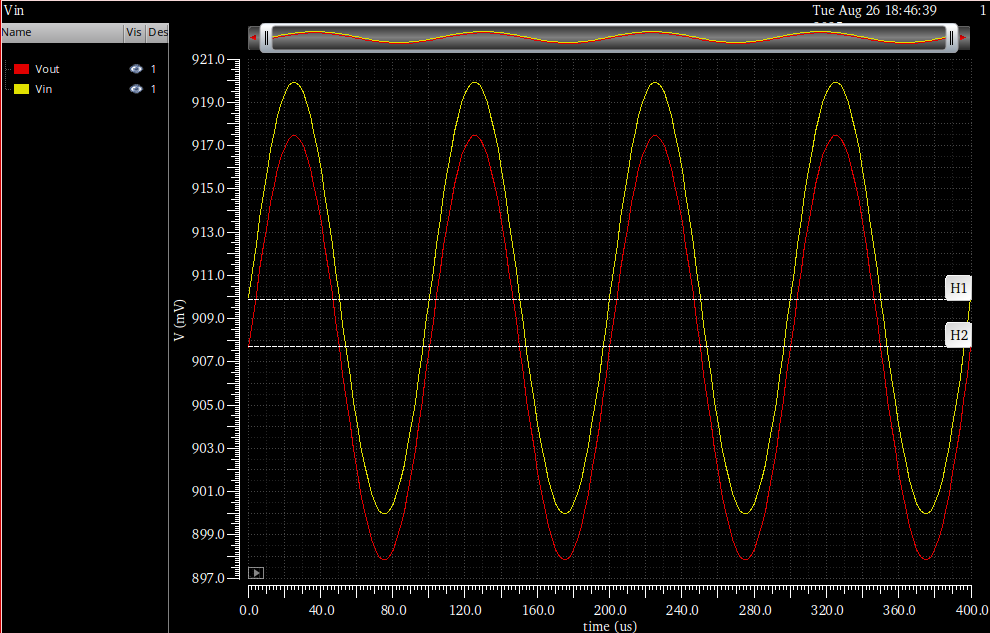 Vin
Tue Aug 26 18:46:39
1
Name Vis Des
Vout 1
Vin 1
921.0
919.0
917.0
915.0
913.0
911.0
909.0
907.0
905.0
903.0
901.0
899.0
897.0
V (mV)
H1
H2
0.0 40.0 80.0 120.0 160.0 200.0 240.0 280.0 320.0 360.0 400.0
time (us)